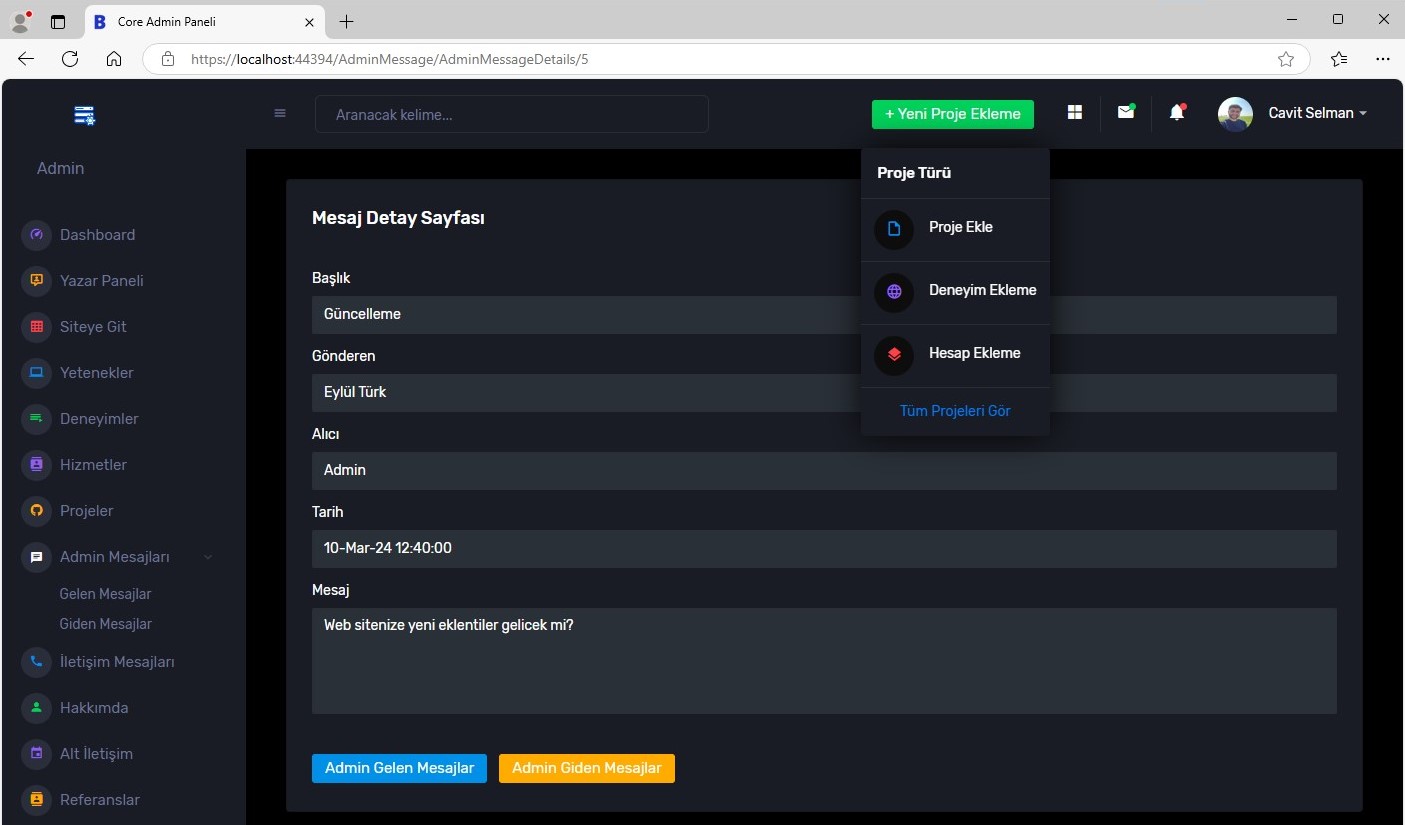 Core Admin Paneli
https://localhost:44394/AdminMessage/AdminMessageDetails/5
Aranacak kelime...
+ Yeni Proje Ekleme
Cavit Selman
Admin
Dashboard
Yazar Paneli
Siteye Git
Yetenekler
Deneyimler
Hizmetler
Projeler
Admin Mesajları
Gelen Mesajlar
Giden Mesajlar
İletişim Mesajları
Hakkımda
Alt İletişim
Referanslar
Proje Türü
Proje Ekle
Deneyim Ekleme
Hesap Ekleme
Tüm Projeleri Gör
Mesaj Detay Sayfası
Başlık
Güncelleme
Gönderen
Eylül Türk
Alıcı
Admin
Tarih
10-Mar-24 12:40:00
Mesaj
Web sitenize yeni eklentiler gelicek mi?
Admin Gelen Mesajlar
Admin Giden Mesajlar